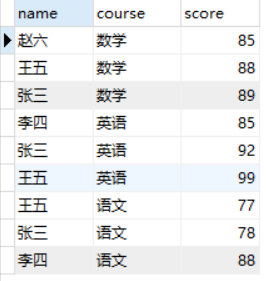 name course score
赵六 数学 85
王五 数学 88
张三 数学 89
李四 英语 85
张三 英语 92
王五 英语 99
王五 语文 77
张三 语文 78
李四 语文 88